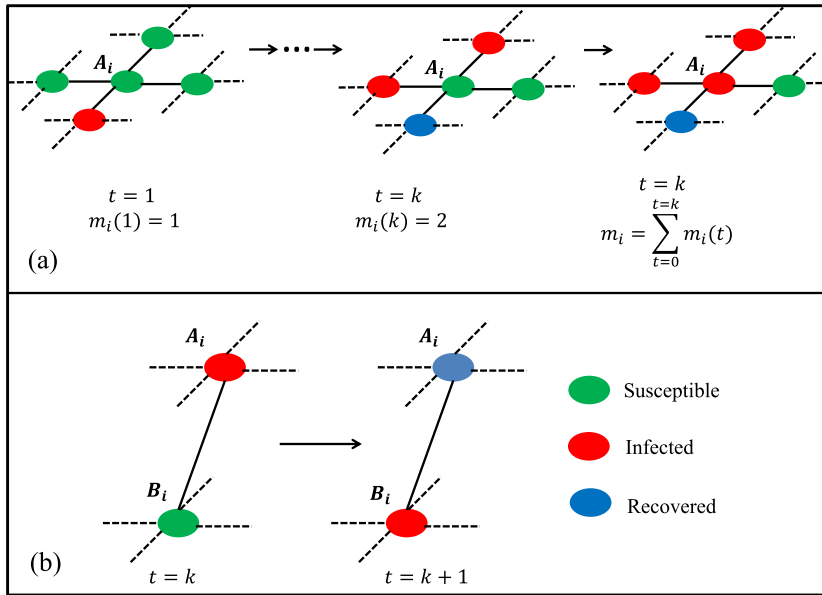 A_i
A_i
A_i
t = 1
m_i(1) = 1
t = k
m_i(k) = 2
t = k
m_i = \sum_{t=0}^{t=k} m_i(t)
(a)
A_i
A_i
B_i
B_i
t = k
t = k + 1
Susceptible
Infected
Recovered
(b)